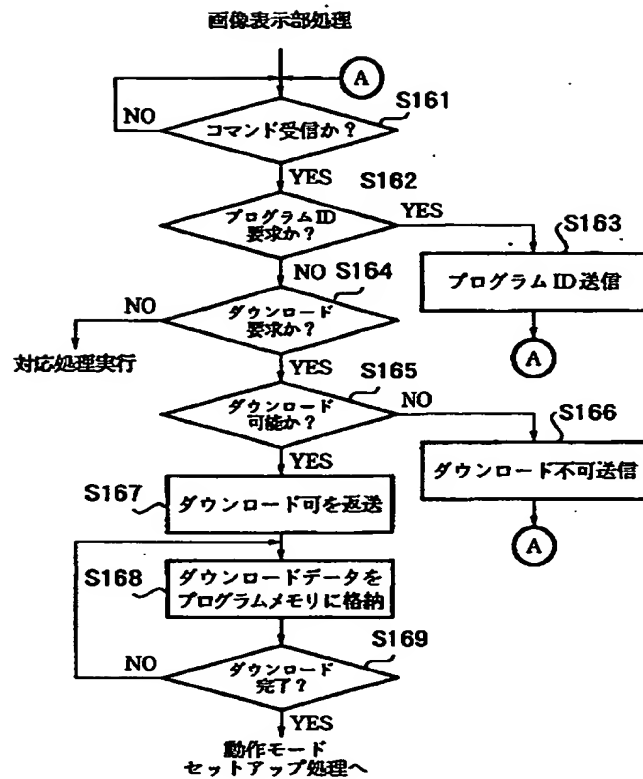 画像表示部処理
A
S161
NO
コマンド受信か?
YES
S162
プログラムID
要求か?
YES
S163
プログラムID送信
A
NO
S164
NO
ダウンロード
要求か?
対応処理実行
YES
S165
ダウンロード
可能か?
NO
S166
ダウンロード不可送信
A
YES
S167
ダウンロード可を返送
S168
ダウンロードデータを
プログラムメモリに格納
S169
NO
ダウンロード
完了?
YES
動作モード
セットアップ処理へ